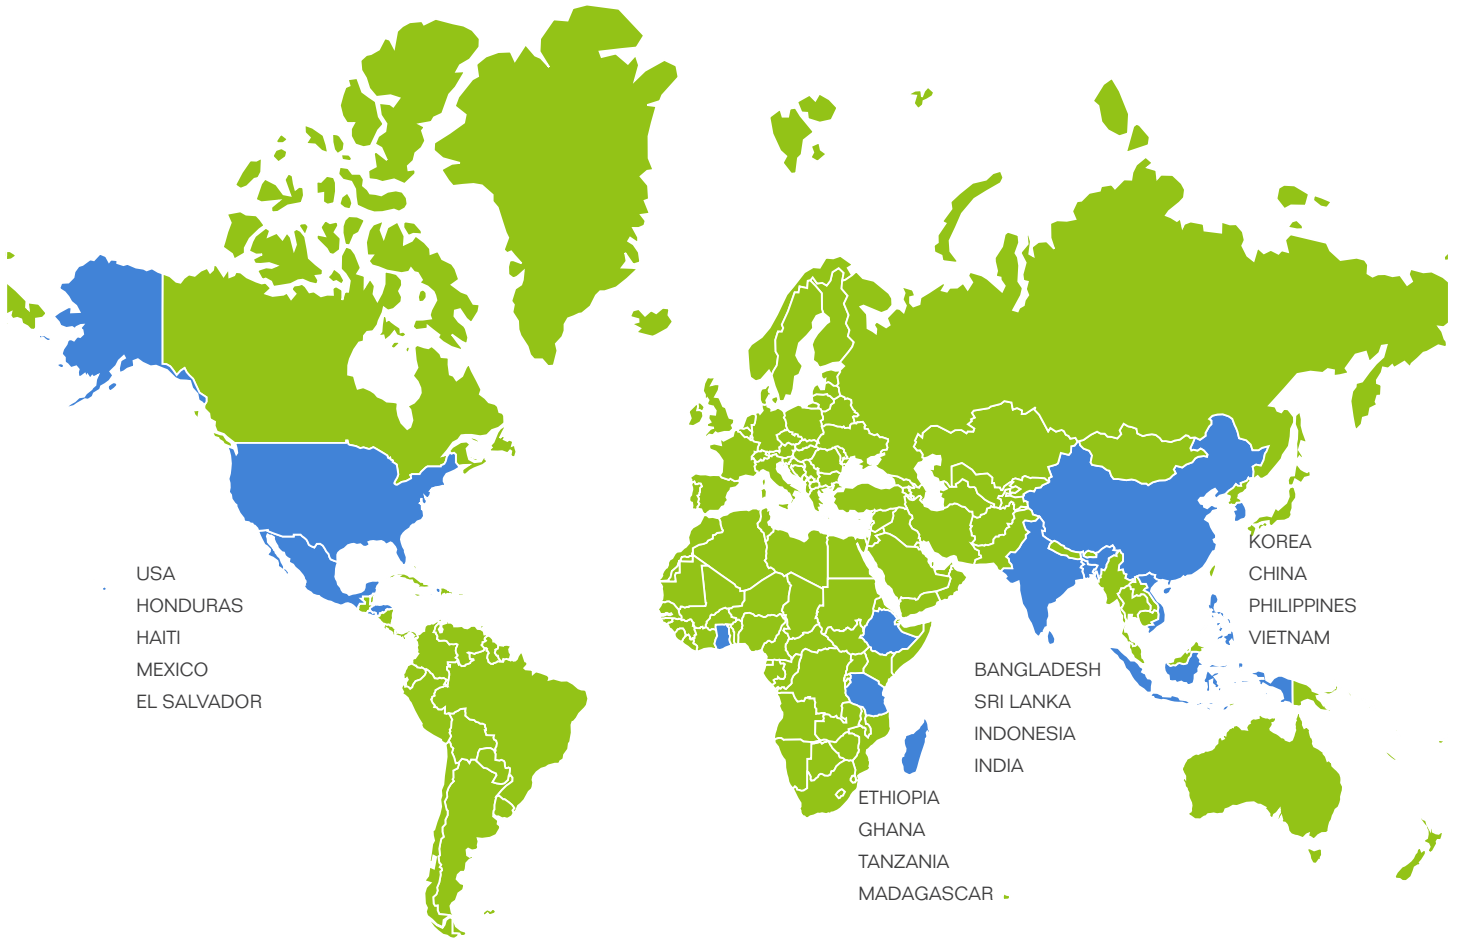 USA
HONDURAS
HAITI
MEXICO
EL SALVADOR
KOREA
CHINA
PHILIPPINES
VIETNAM
BANGLADESH
SRI LANKA
INDONESIA
INDIA
ETHIOPIA
GHANA
TANZANIA
MADAGASCAR